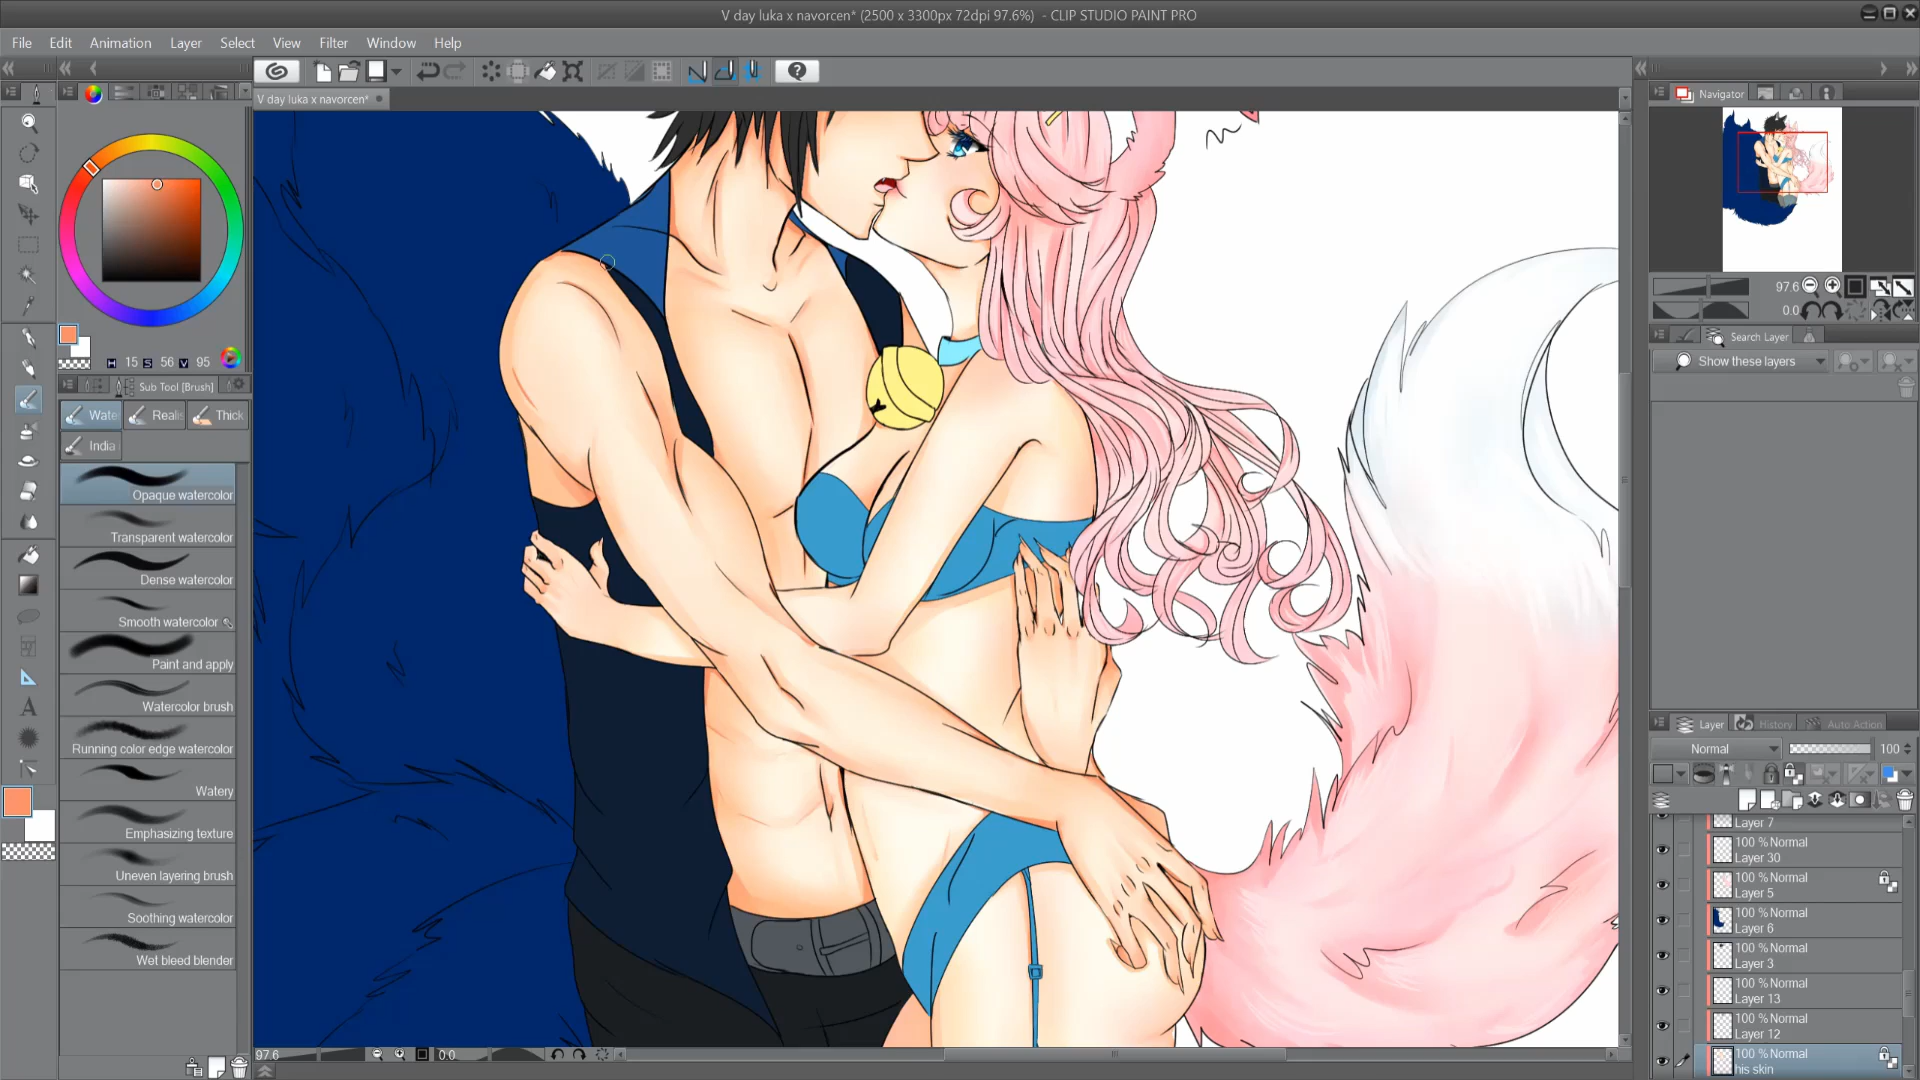 V day luka x navorcen* (2500 x 3300px 72dpi 97.6%) - CLIP STUDIO PAINT PRO
File Edit Animation Layer Select View Filter Window Help
V day luka x navorcen*
Navigator
97.6
0.0
Search Layer
Show these layers
H 15 S 56 V 95
Sub Tool [Brush]
Wate Realis Thick
India
Opaque watercolor
Transparent watercolor
Dense watercolor
Smooth watercolor
Paint and apply
Watercolor brush
Running color edge watercolor
Watery
Emphasizing texture
Uneven layering brush
Soothing watercolor
Wet bleed blender
Layer History Auto Action
Normal 100
Layer 7
100 % Normal
Layer 30
100 % Normal
Layer 5
100 % Normal
Layer 6
100 % Normal
Layer 3
100 % Normal
Layer 13
100 % Normal
Layer 12
100 % Normal
his skin
97.6 0.0